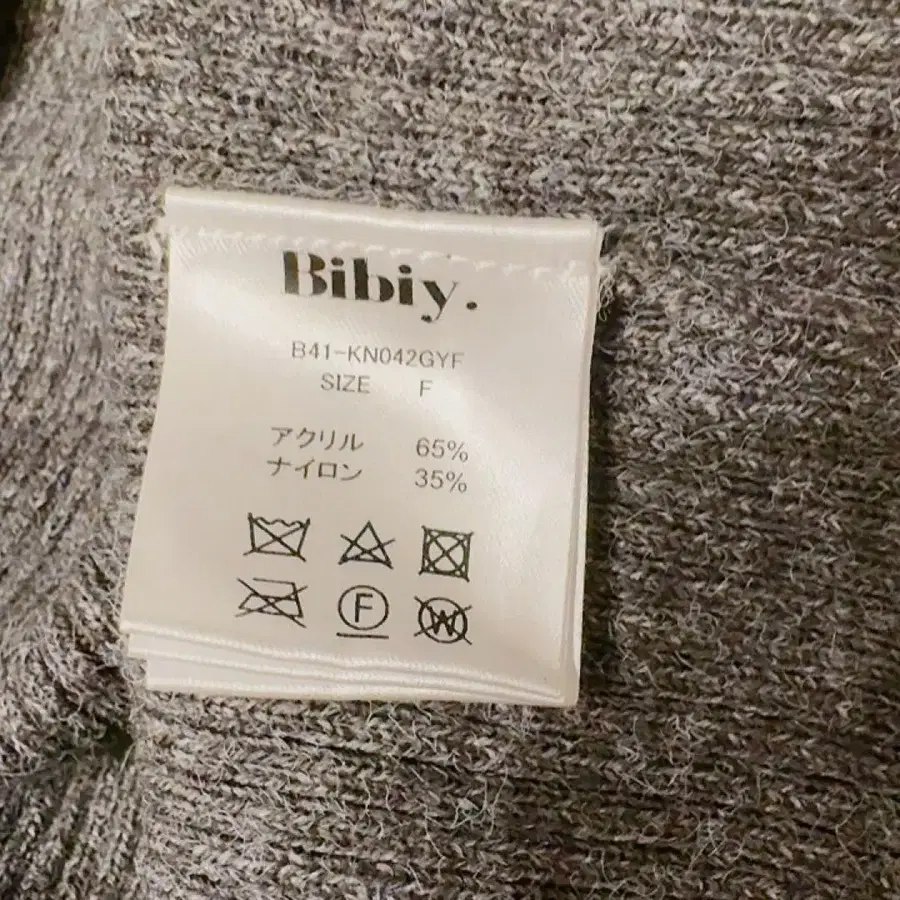 Bibiy.
B41-KN042GYF
SIZE F
アクリル 65%
ナイロン 35%
F
W